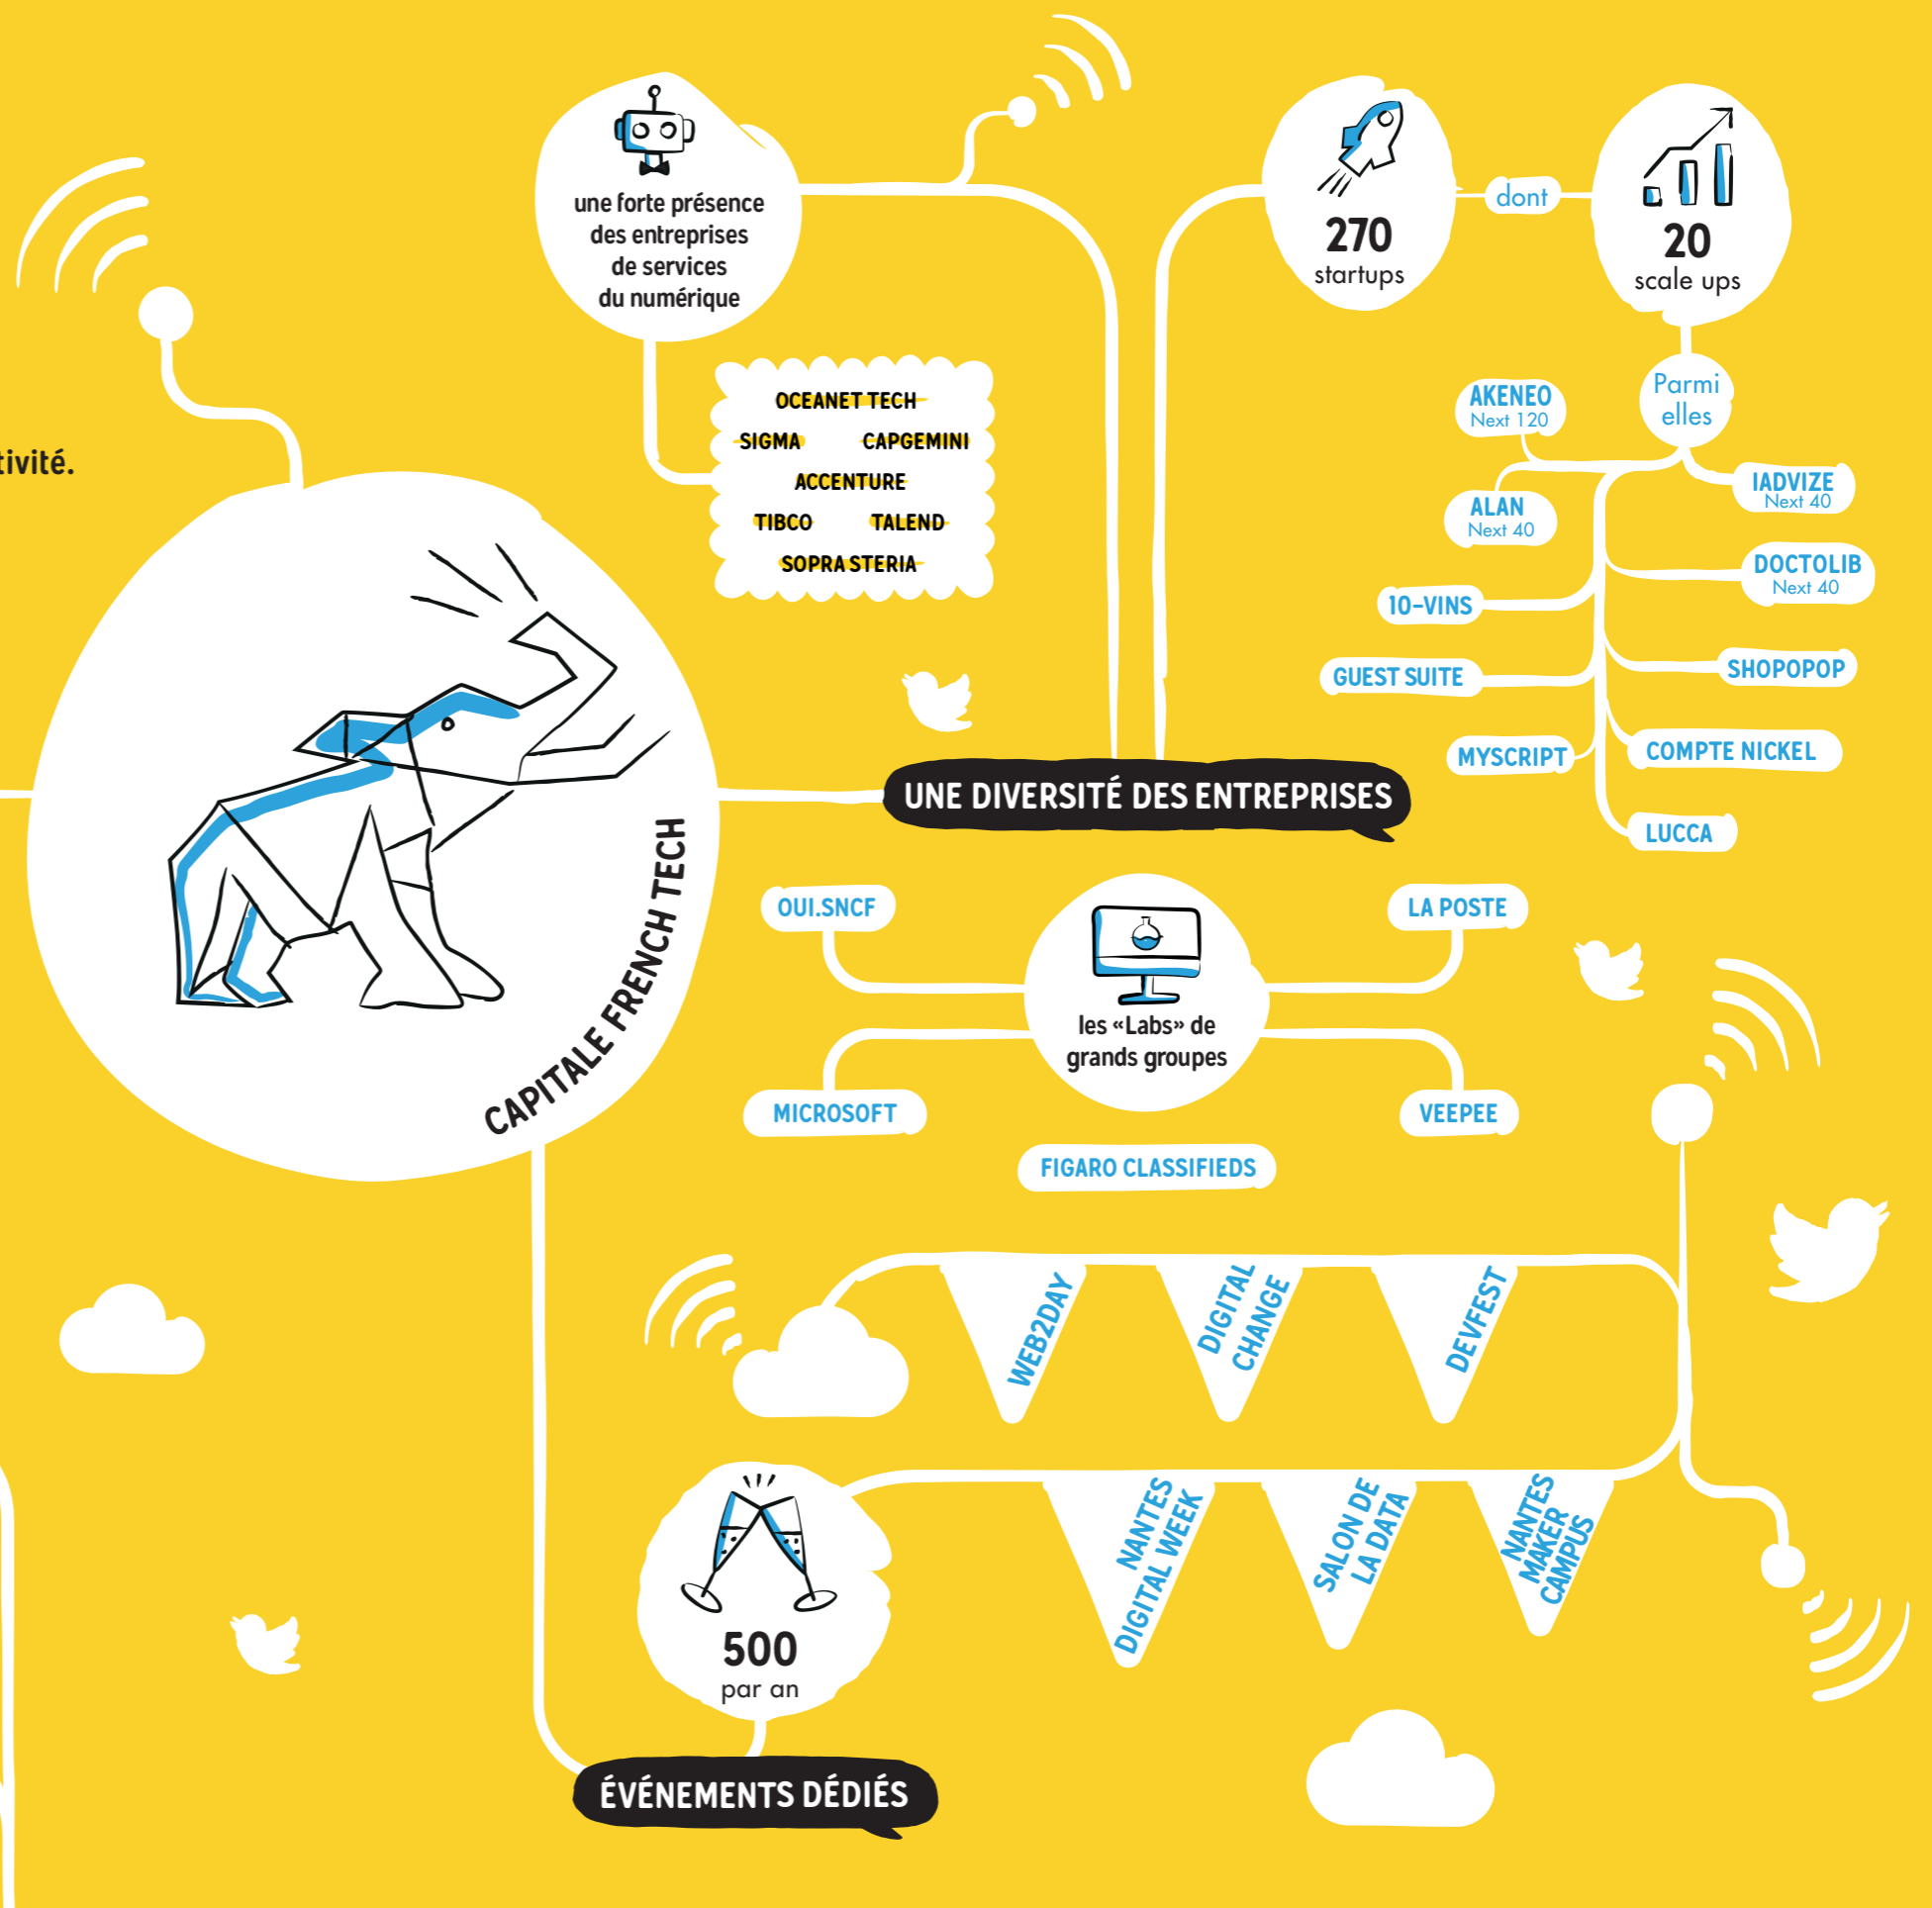 tivité.
une forte présence
des entreprises
de services
du numérique
OCEANET TECH
SIGMA CAPGEMINI
ACCENTURE
TIBCO TALEND
SOPRA STERIA
270
startups
dont
20
scale ups
Parmi
elles
AKENEO
Next 120
ALAN
Next 40
IADVIZE
Next 40
DOCTOLIB
Next 40
10-VINS
GUEST SUITE
SHOPOPOP
MYSCRIPT
COMPTE NICKEL
LUCCA
CAPITALE FRENCH TECH
UNE DIVERSITÉ DES ENTREPRISES
OUI.SNCF
LA POSTE
les «Labs» de
grands groupes
MICROSOFT
VEEPEE
FIGARO CLASSIFIEDS
WEB2DAY
DIGITAL
CHANGE
DEVFEST
NANTES
DIGITAL WEEK
SALON DE
LA DATA
NANTES
MAKER
CAMPUS
500
par an
ÉVÉNEMENTS DÉDIÉS